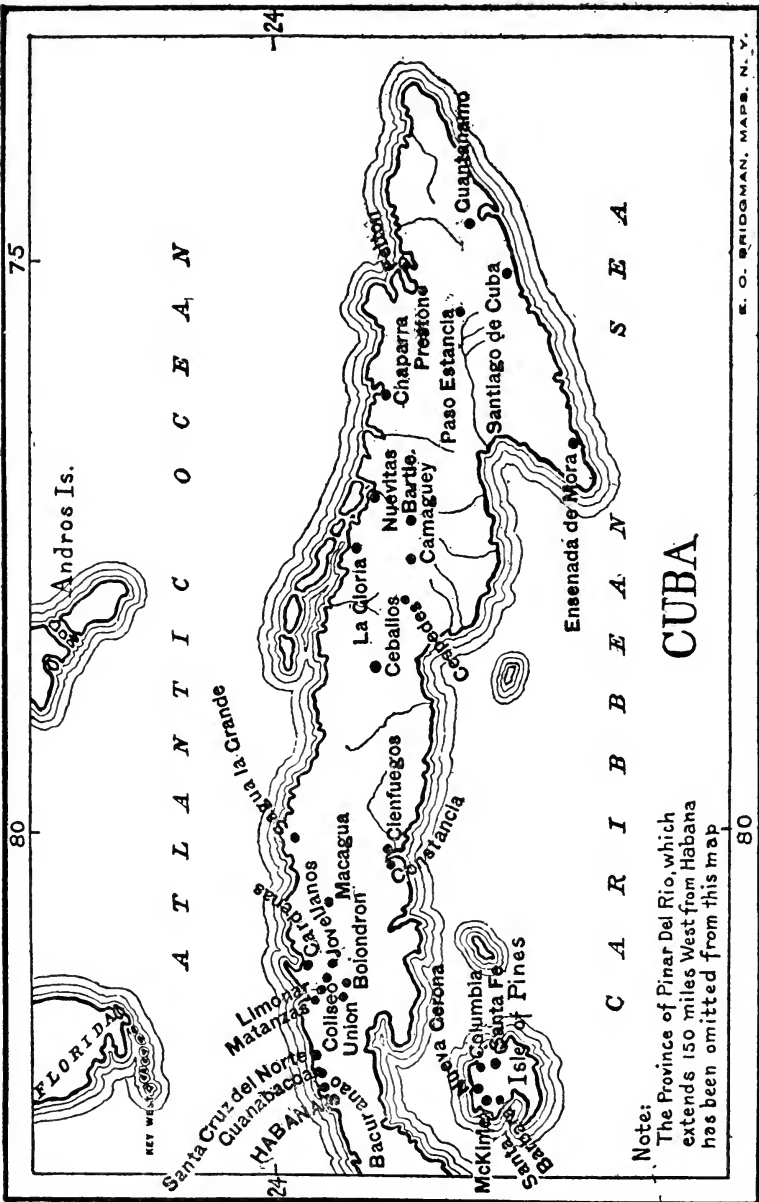 75
80
24
24
80
Andros Is.
ATLANTIC OCEAN
FLORIDA
KEY WEST
Santa Cruz del Norte
Guanabacoa
HABANA
Bacuranao
Limonar
Matanzas
Coliseo
Union
Cardenas
Jovellanos
Bolondron
Macagua
Sagua la Grande
Cienfuegos
Constancia
La Gloria
Ceballos
Cespedes
Nuevitas
Bartle.
Camaguey
Chaparra
Preston
Felton
Paso Estancia
Santiago de Cuba
Guantanamo
Ensenada de Mora
Nueva Gerona
Columbia
Santa Fe
McKinley
Santa
Barbara
Isle of Pines
CARIBBEAN SEA
CUBA
Note:
The Province of Pinar Del Rio, which
extends 150 miles West from Habana
has been omitted from this map
E. O. BRIDGMAN, MAPS, N. Y.